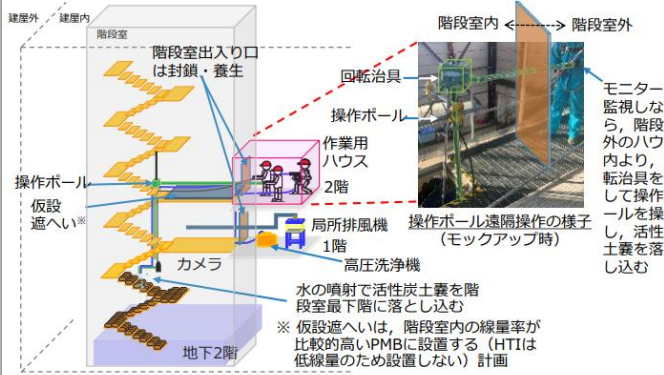 建屋外
建屋内
階段室
階段室出入り口
は封鎖・養生
作業用
ハウス
2階
操作ポール
仮設
遮へい※
局所排風機
1階
カメラ
高圧洗浄機
水の噴射で活性炭土嚢を階
段室最下階に落とし込む
※ 仮設遮へいは，階段室内の線量率が
比較的高いPMBに設置する（HTIは
低線量のため設置しない）計画
地下2階
階段室内
階段室外
回転治具
操作ポール
操作ポール遠隔操作の様子
（モックアップ時）
モニター
監視しな
ら，階段
外のハウ
内より，
転治具を
して操作
ールを操
し，活性
土嚢を落
し込む